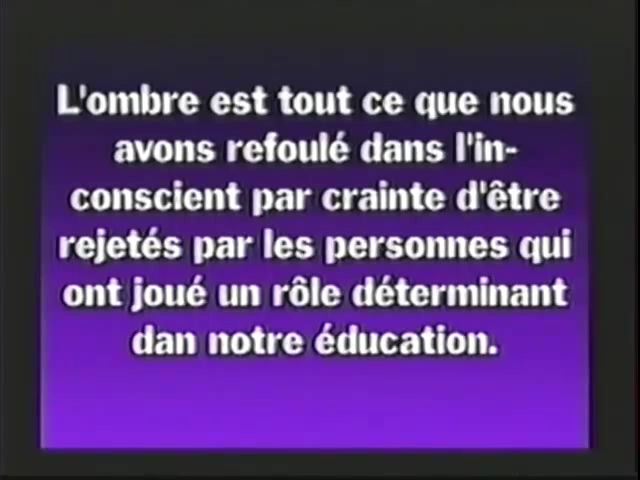 L'ombre est tout ce que nous
avons refoulé dans l'in-
conscient par crainte d'être
rejetés par les personnes qui
ont joué un rôle déterminant
dan notre éducation.